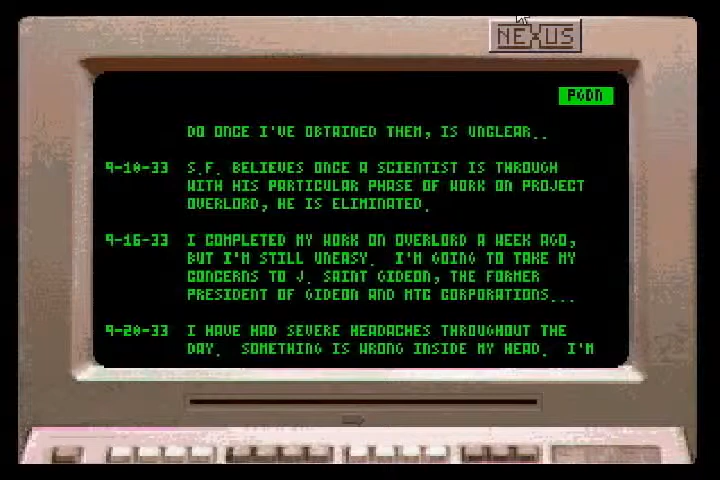 NEXUS
PGDN
DO ONCE I'VE OBTAINED THEM, IS UNCLEAR..
9-10-33 S.F. BELIEVES ONCE A SCIENTIST IS THROUGH
WITH HIS PARTICULAR PHASE OF WORK ON PROJECT
OVERLORD, HE IS ELIMINATED.
9-16-33 I COMPLETED MY WORK ON OVERLORD A WEEK AGO,
BUT I'M STILL UNEASY. I'M GOING TO TAKE MY
CONCERNS TO J. SAINT GIDEON, THE FORMER
PRESIDENT OF GIDEON AND MTC CORPORATIONS...
9-20-33 I HAVE HAD SEVERE HEADACHES THROUGHOUT THE
DAY. SOMETHING IS WRONG INSIDE MY HEAD. I'M